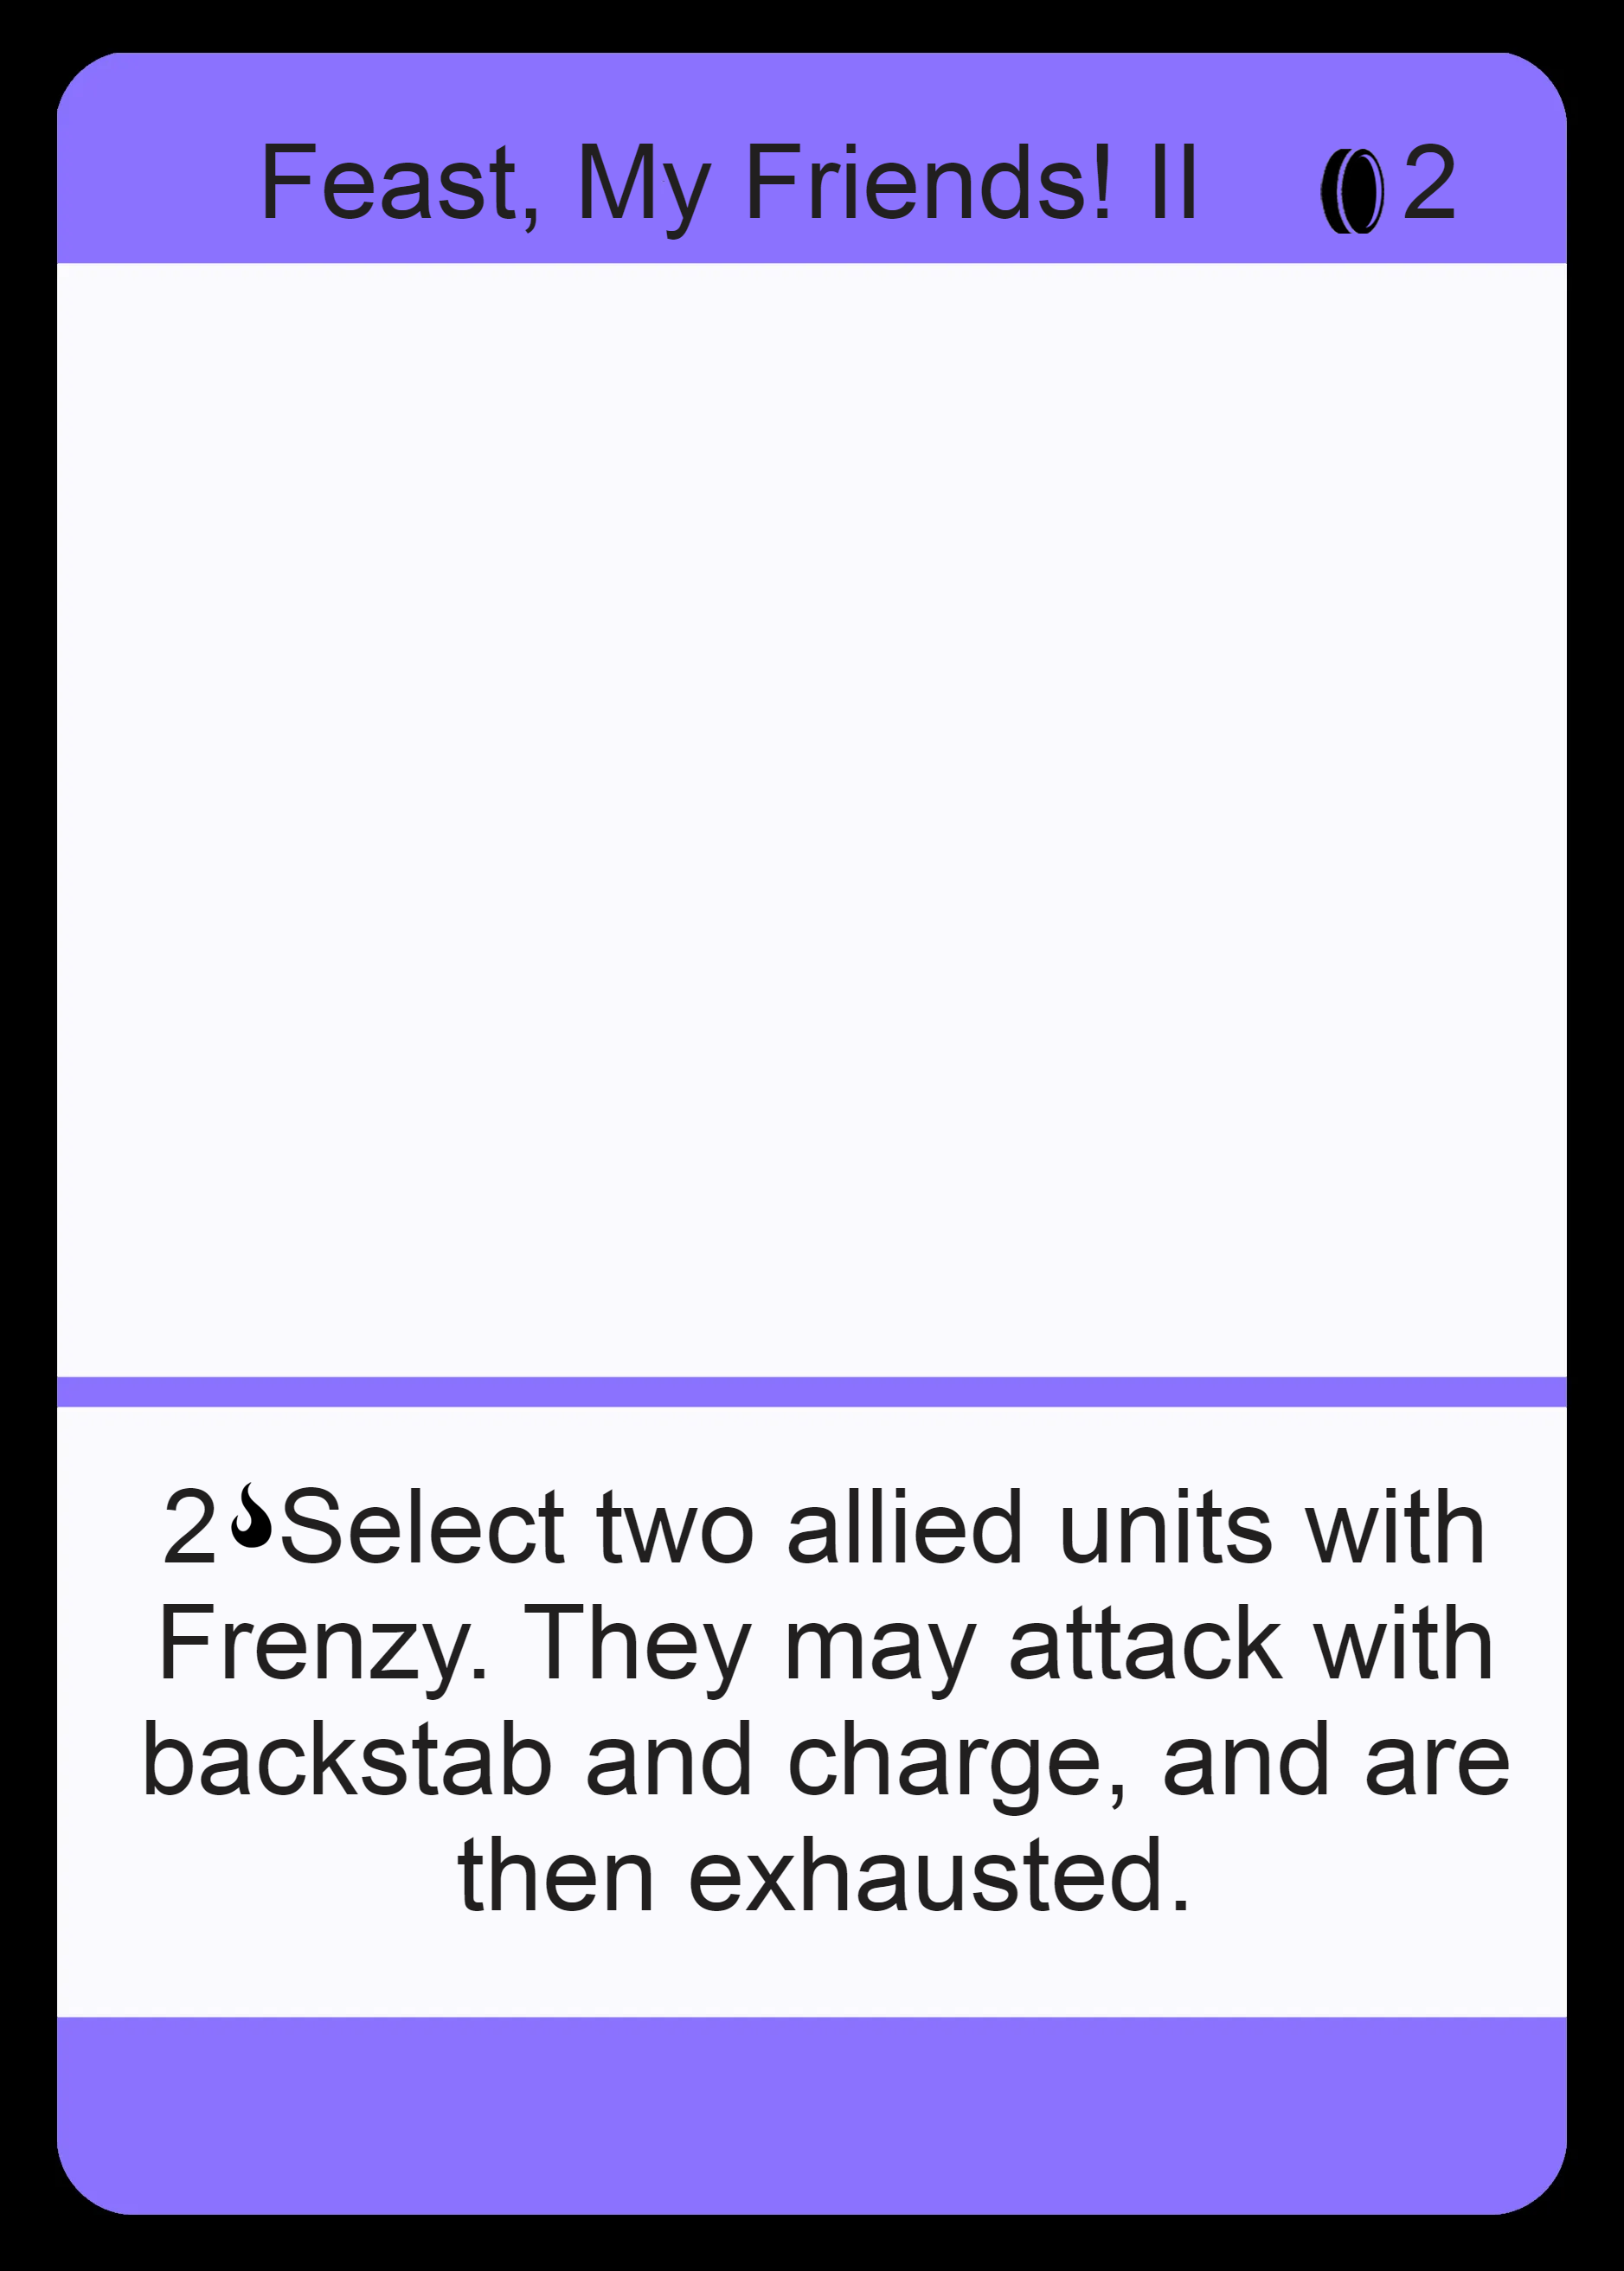 Feast, My Friends! II 2
2 Select two allied units with
Frenzy. They may attack with
backstab and charge, and are
then exhausted.